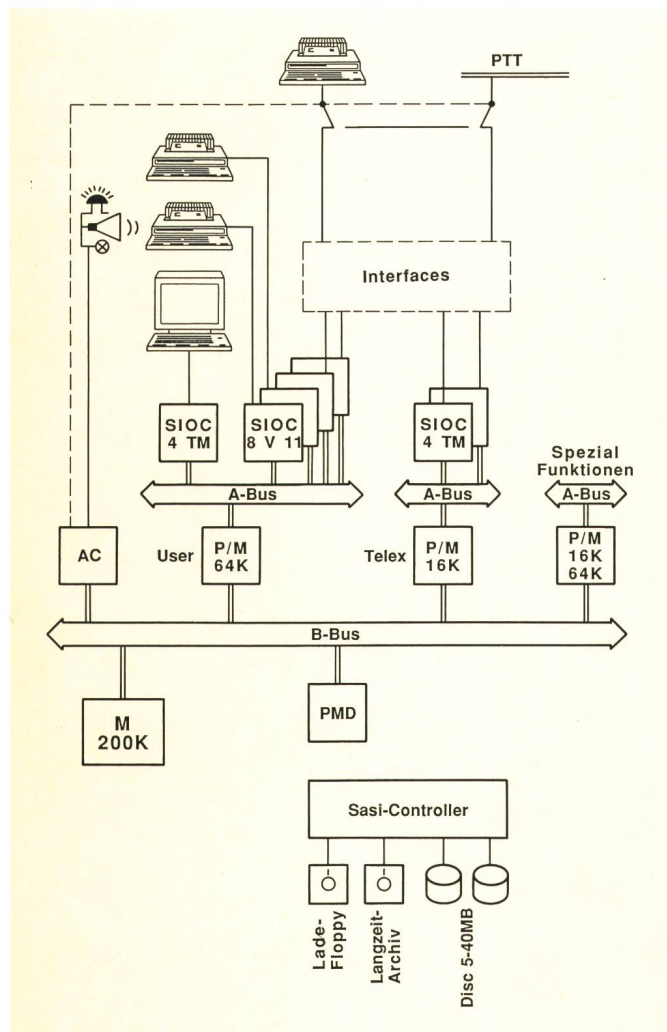 PTT
Interfaces
SIOC
4 TM
SIOC
8 V 11
SIOC
4 TM
Spezial
Funktionen
A-Bus
A-Bus
A-Bus
AC
User
P/M
64K
Telex
P/M
16K
P/M
16K
64K
B-Bus
M
200K
PMD
Sasi-Controller
Lade-
Floppy
Langzeit-
Archiv
Disc 5-40MB